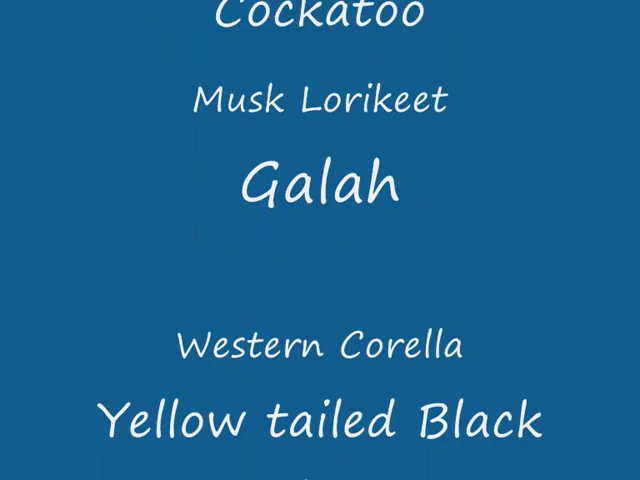 Cockatoo
Musk Lorikeet
Galah
Western Corella
Yellow tailed Black